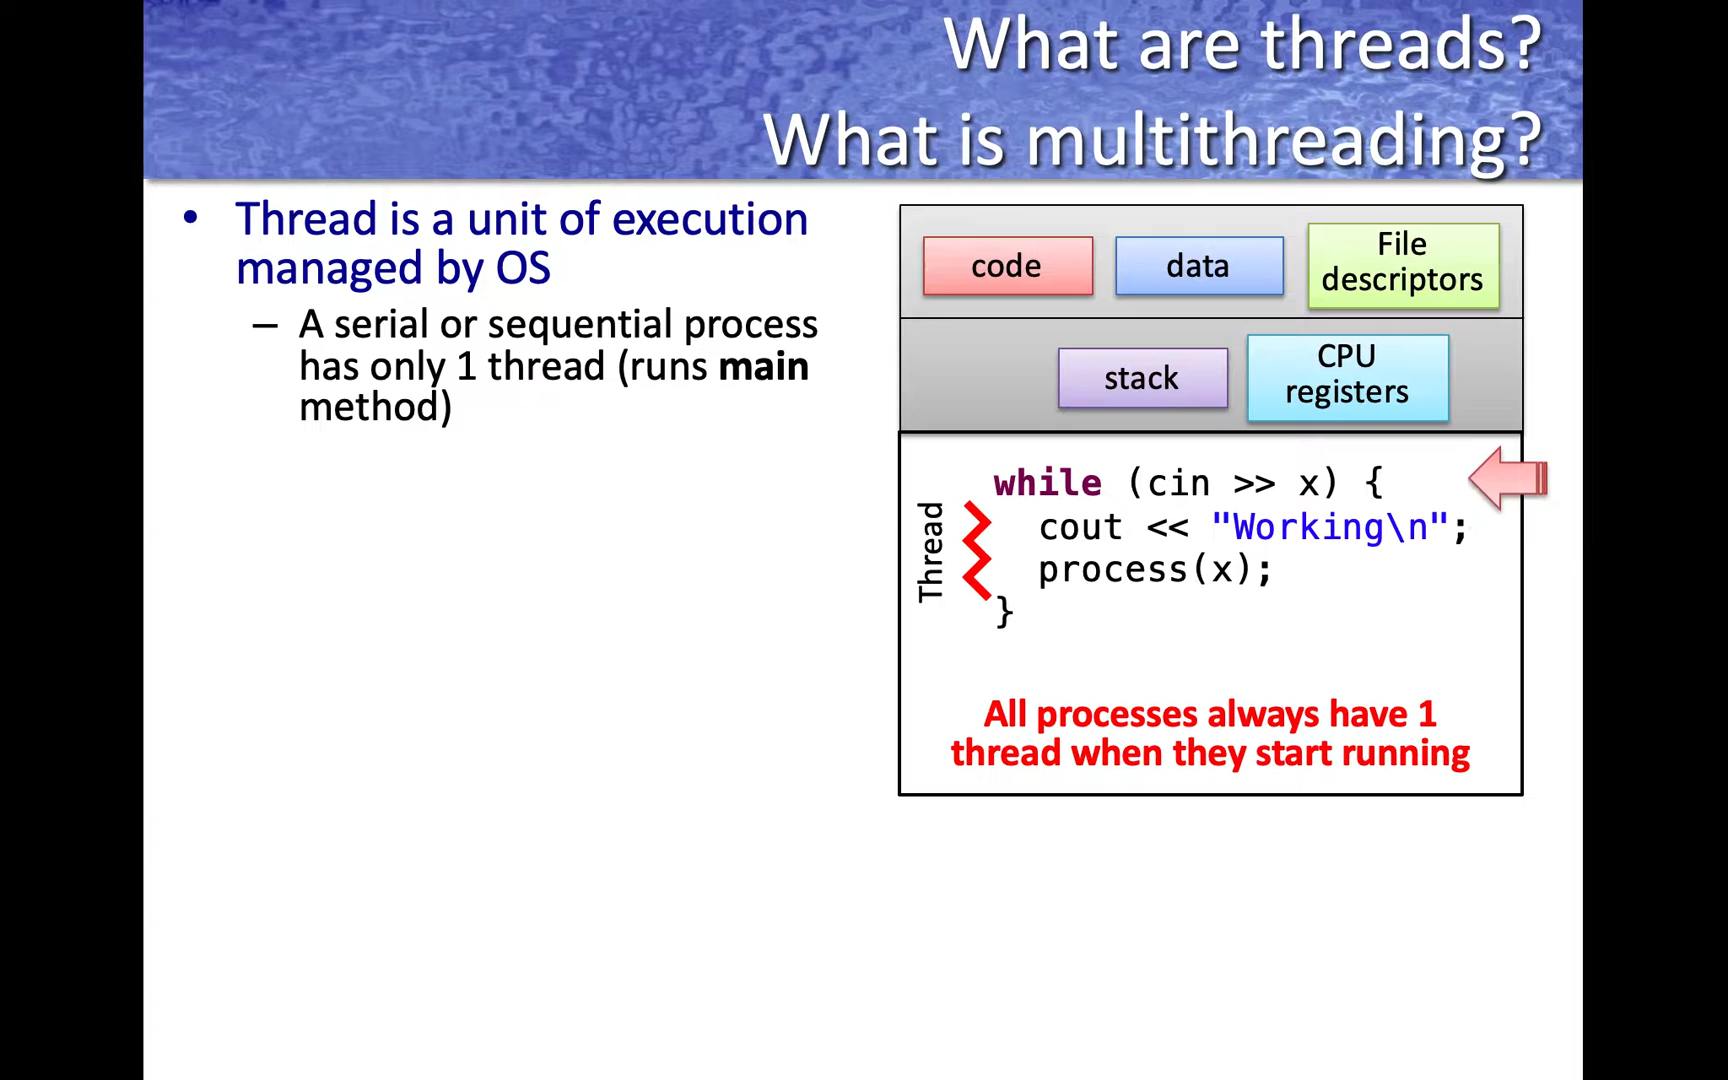 What are threads?
What is multithreading?
• Thread is a unit of execution
managed by OS
– A serial or sequential process
has only 1 thread (runs main
method)
code
data
File
descriptors
stack
CPU
registers
Thread
while (cin >> x) {
cout << "Working\n";
process(x);
}
All processes always have 1
thread when they start running